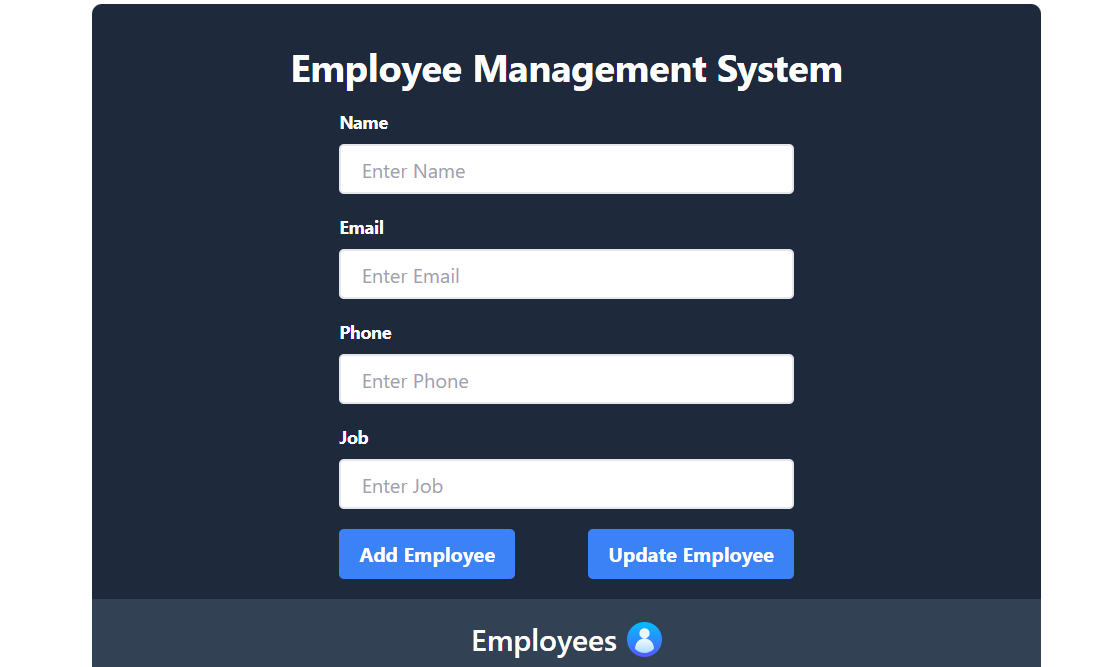 Employee Management System
Name
Enter Name
Email
Enter Email
Phone
Enter Phone
Job
Enter Job
Add Employee Update Employee
Employees